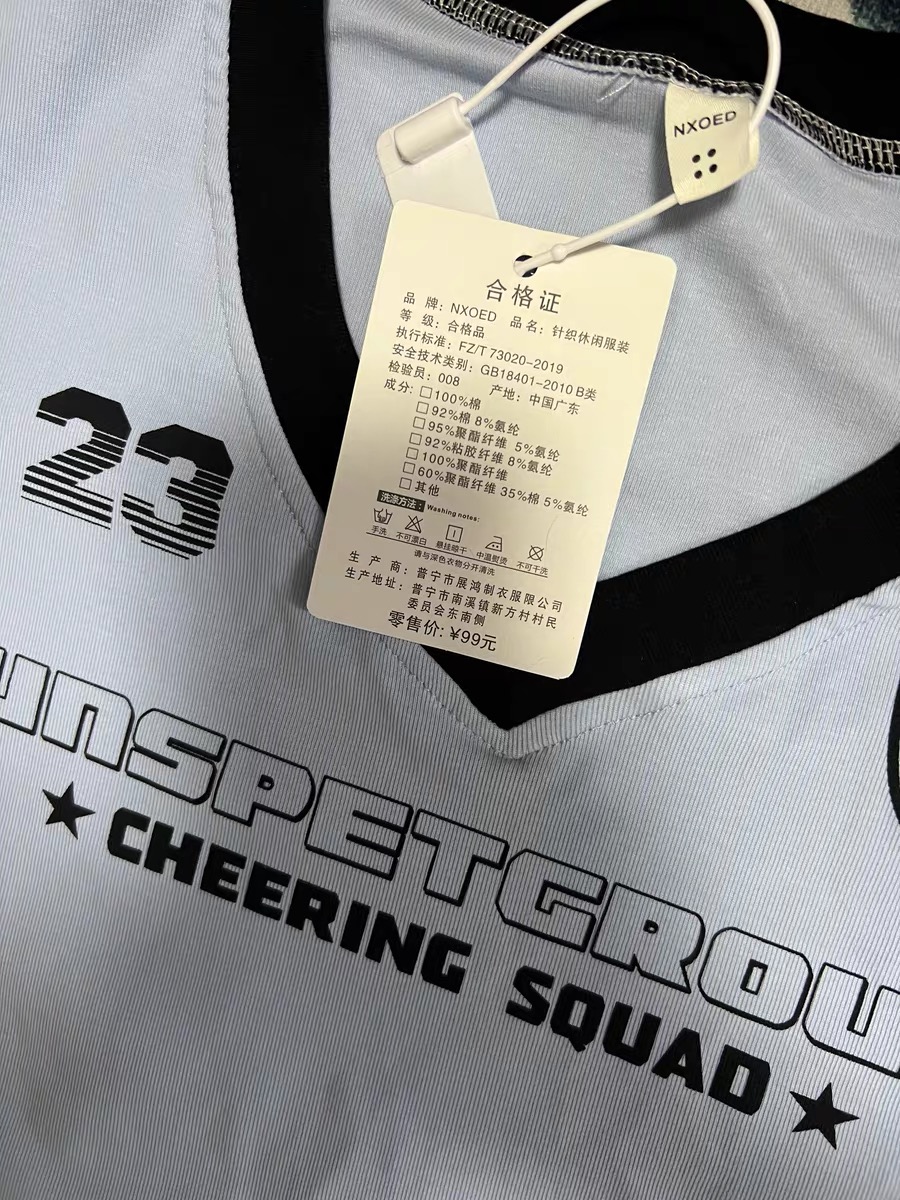 NXOED
合格证
品 牌: NXOED 品名: 针织休闲服装
等 级: 合格品
执行标准: FZ/T 73020-2019
安全技术类别: GB18401-2010 B类
检验员: 008 产地: 中国广东
成分: □100%棉
□92%棉 8%氨纶
□95%聚酯纤维 5%氨纶
□92%粘胶纤维 8%氨纶
□100%聚酯纤维
□60%聚酯纤维 35%棉 5%氨纶
□其他
洗涤方法: Washing notes:
手洗 不可漂白 悬挂晾干 中温熨烫 不可干洗
请与深色衣物分开清洗
生 产 商: 普宁市展鸿制衣服限公司
生产地址: 普宁市南溪镇新方村村民
委员会东南侧
零售价: ¥99元
23
UNSPETGROU
★ CHEERING SQUAD ★